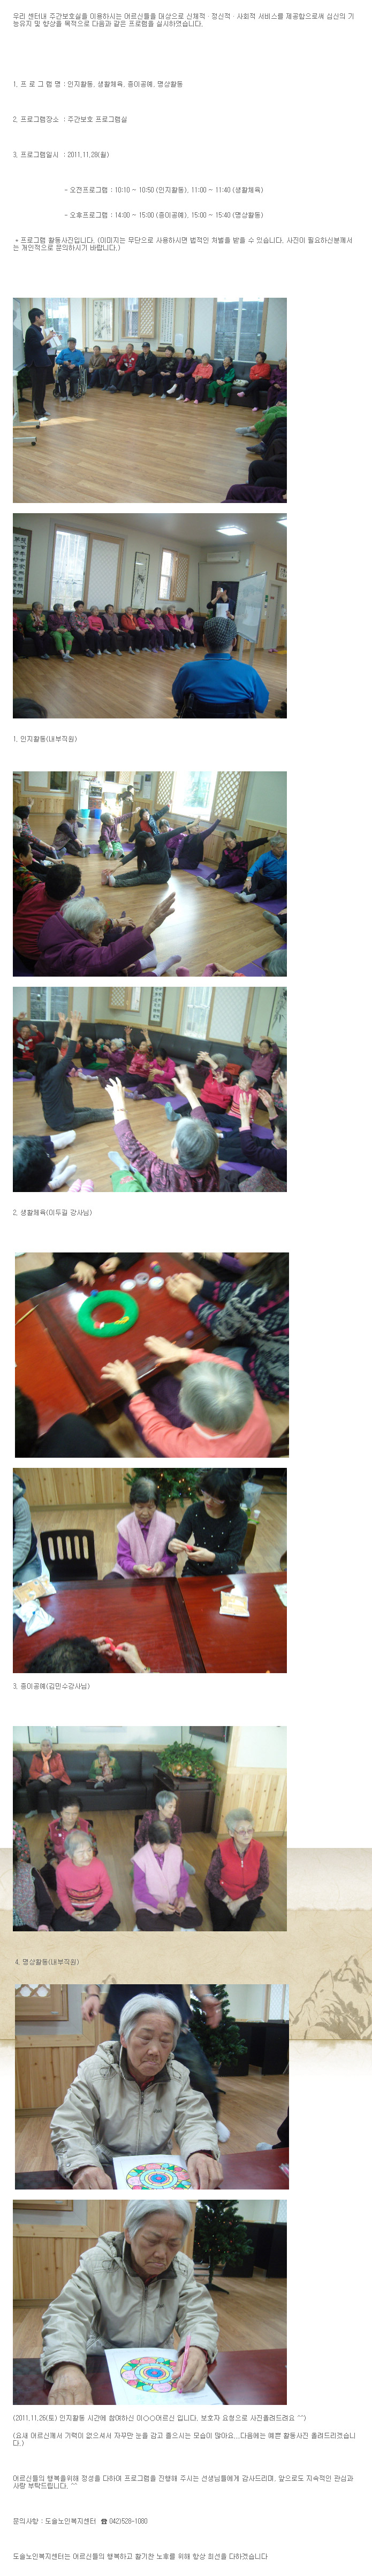 우리 센터내 주간보호실을 이용하시는 어르신들을 대상으로 신체적 · 정신적 · 사회적 서비스를 제공함으로써 심신의 기
능유지 및 향상을 목적으로 다음과 같은 프로램을 실시하였습니다.
1. 프 로 그 램 명 : 인지활동, 생활체육, 종이공예, 명상활동
2. 프로그램장소 : 주간보호 프로그램실
3. 프로그램일시 : 2011.11.28(월)
- 오전프로그램 : 10:10 ~ 10:50 (인지활동), 11:00 ~ 11:40 (생활체육)
- 오후프로그램 : 14:00 ~ 15:00 (종이공예), 15:00 ~ 15:40 (명상활동)
* 프로그램 활동사진입니다. (이미지는 무단으로 사용하시면 법적인 처벌을 받을 수 있습니다. 사진이 필요하신분께서
는 개인적으로 문의하시기 바랍니다.)
1. 인지활동(내부직원)
2. 생활체육(이두길 강사님)
3. 종이공예(김민수강사님)
4. 명상활동(내부직원)
(2011.11.26(토) 인지활동 시간에 참여하신 이○○어르신 입니다. 보호자 요청으로 사진올려드려요 ^^)
(요새 어르신께서 기력이 없으셔서 자꾸만 눈을 감고 졸으시는 모습이 많아요...다음에는 예쁜 활동사진 올려드리겠습니
다.)
어르신들의 행복을위해 정성을 다하여 프로그램을 진행해 주시는 선생님들에게 감사드리며, 앞으로도 지속적인 관심과
사랑 부탁드립니다. ^^
문의사항 : 도솔노인복지센터 ☎ 042)528-1080
도솔노인복지센터는 어르신들의 행복하고 활기찬 노후를 위해 항상 최선을 다하겠습니다